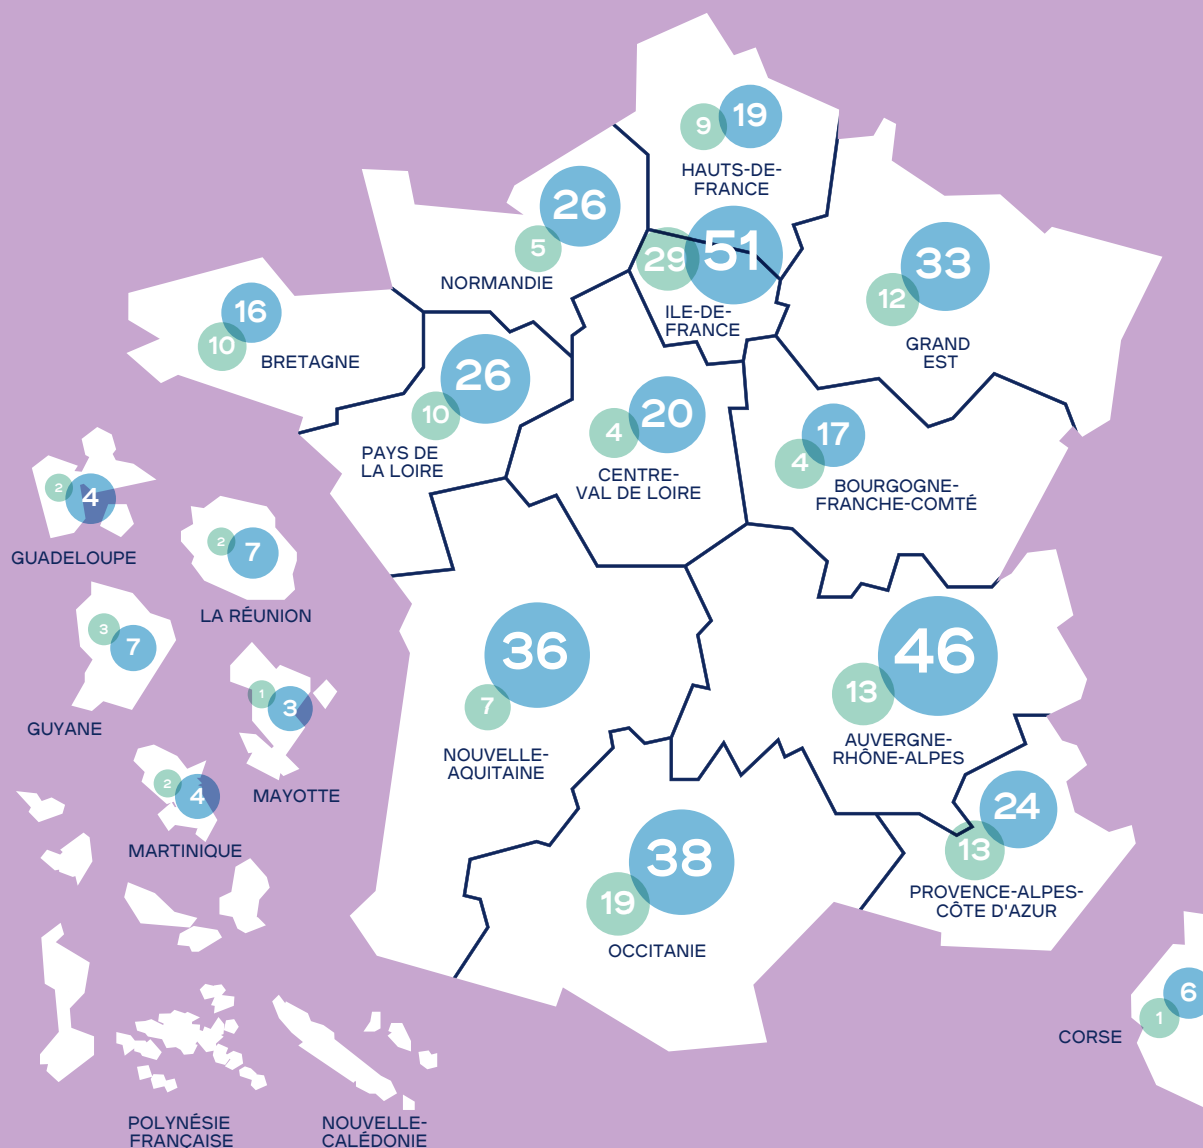 9
19
HAUTS-DE-
FRANCE
26
5
NORMANDIE
29
51
ILE-DE-
FRANCE
33
12
GRAND
EST
16
10
BRETAGNE
26
10
PAYS DE
LA LOIRE
20
4
CENTRE-
VAL DE LOIRE
17
4
BOURGOGNE-
FRANCHE-COMTÉ
2
4
GUADELOUPE
2
7
LA RÉUNION
3
7
GUYANE
1
3
MAYOTTE
2
4
MARTINIQUE
36
7
NOUVELLE-
AQUITAINE
46
13
AUVERGNE-
RHÔNE-ALPES
24
13
PROVENCE-ALPES-
CÔTE D'AZUR
38
19
OCCITANIE
6
1
CORSE
POLYNÉSIE
FRANÇAISE
NOUVELLE-
CALÉDONIE